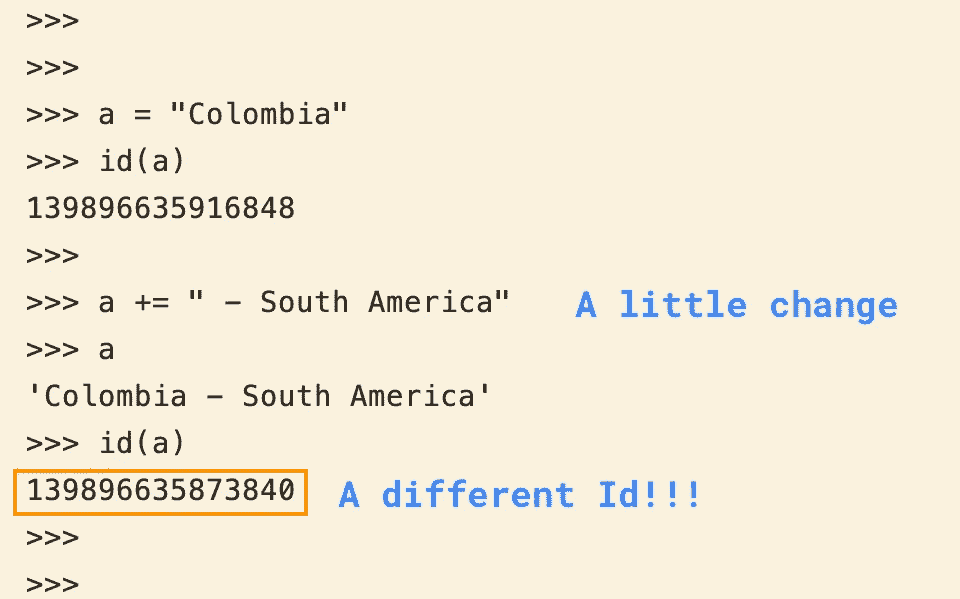 >>>
>>>
>>> a = "Colombia"
>>> id(a)
139896635916848
>>>
>>> a += " – South America" A little change
>>> a
'Colombia – South America'
>>> id(a)
139896635873840 A different Id!!!
>>>
>>>